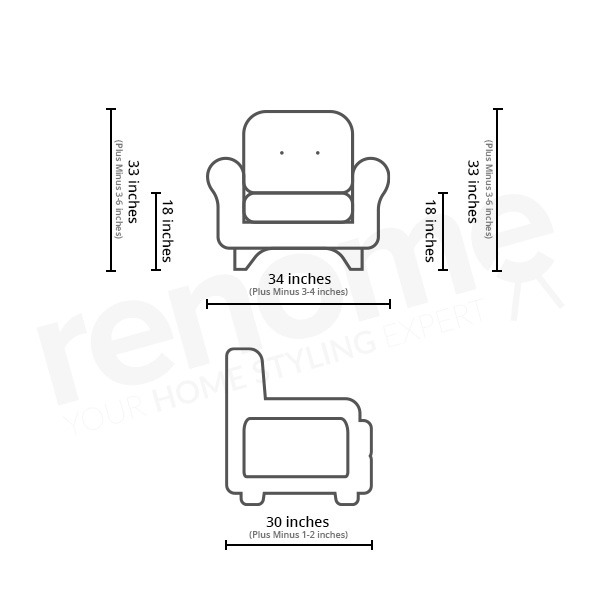 33 inches
(Plus Minus 3-6 inches)
18 inches
18 inches
33 inches
(Plus Minus 3-6 inches)
34 inches
(Plus Minus 3-4 inches)
renome
YOUR HOME STYLING EXPERT
30 inches
(Plus Minus 1-2 inches)